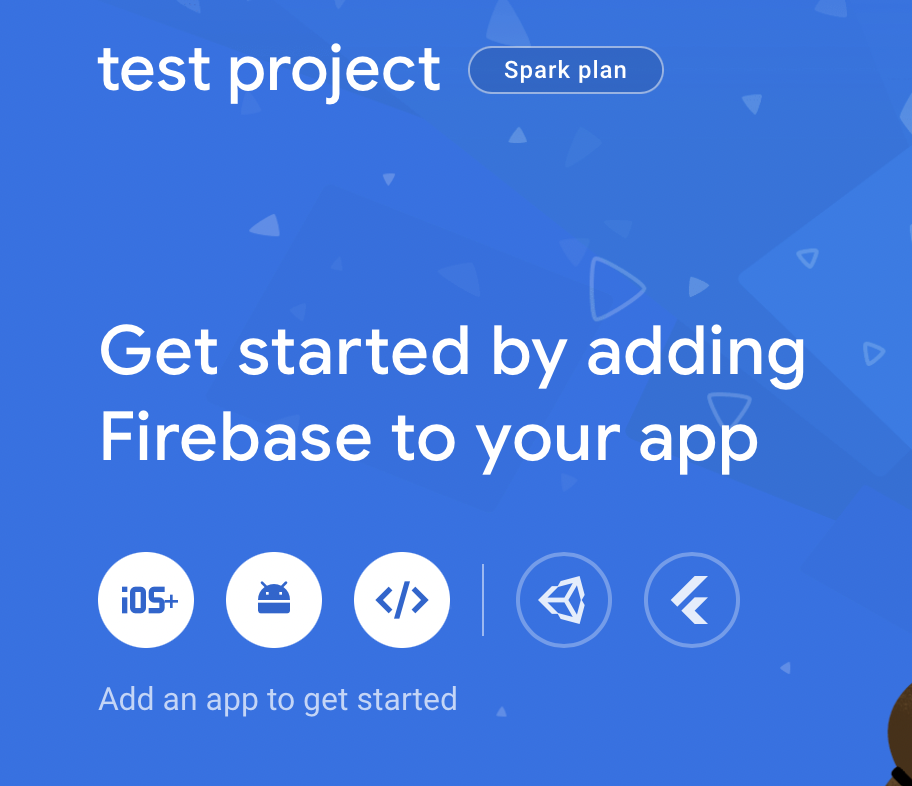 test project
Spark plan
Get started by adding
Firebase to your app
iOS+
</>
Add an app to get started